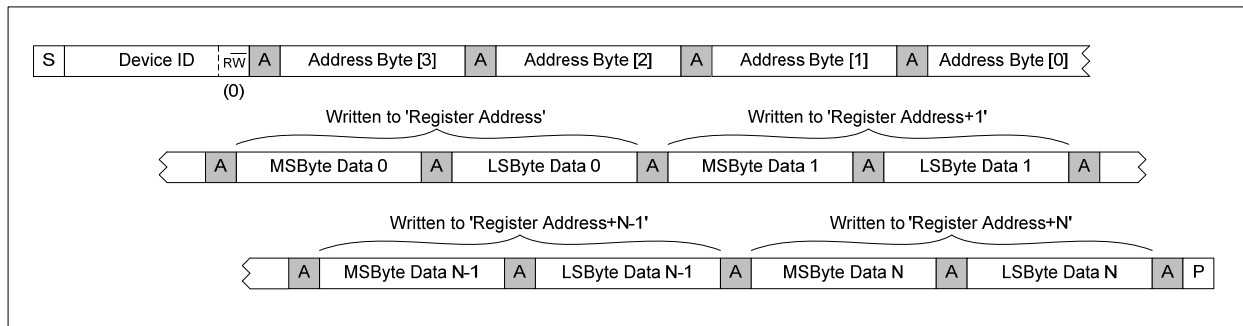 S Device ID RW A Address Byte [3] A Address Byte [2] A Address Byte [1] A Address Byte [0]
(0)
Written to 'Register Address' Written to 'Register Address+1'
A MSByte Data 0 A LSByte Data 0 A MSByte Data 1 A LSByte Data 1 A
Written to 'Register Address+N-1' Written to 'Register Address+N'
A MSByte Data N-1 A LSByte Data N-1 A MSByte Data N A LSByte Data N A P